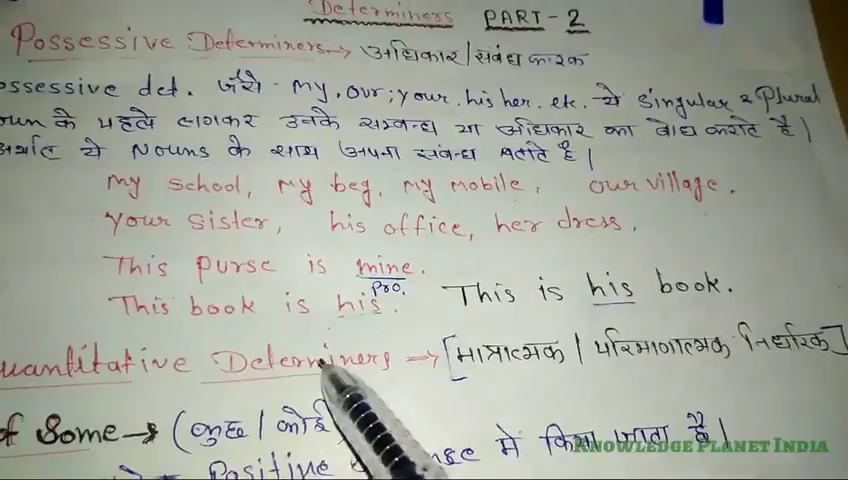 Determiners PART-2
Possessive Determiners→ अधिकार/संबंध कारक
ossessive det. जैसे - my, our, your, his her. etc. ये singular & Plural
oun के पहले लगकर उनके सम्बन्ध या अधिकार का बोध कराते है।
अर्थात ये Nouns के साथ अपना संबन्ध बताते है।
my school, my beg, my mobile, our village.
your sister, his office, her dress.
This purse is mine.
Pro.
This book is his. This is his book.
uantitative Determiners → [मात्रात्मक / परिमाणात्मक निर्धारक]
of Some→ (कुछ / कोई
Positive में किया जाता है।
KNOWLEDGE PLANET INDIA